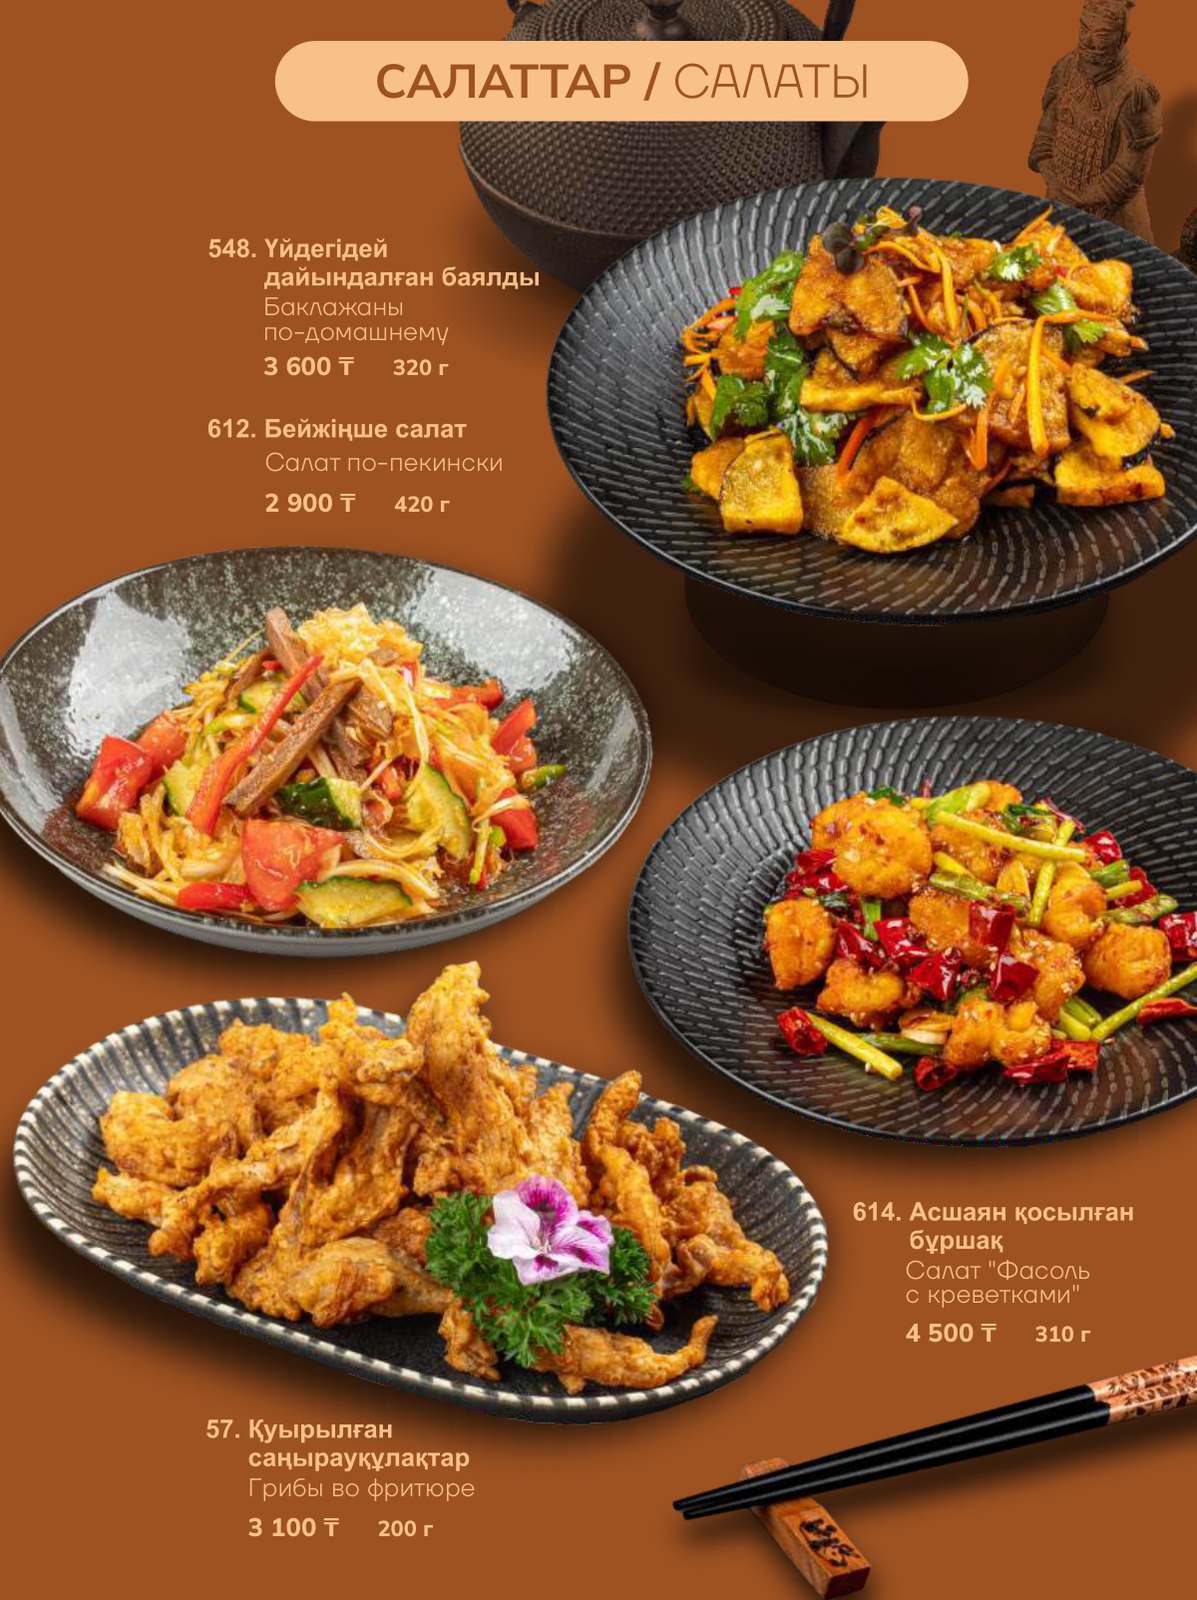 САЛАТТАР / САЛАТЫ
548. Үйдегідей
дайындалған баялды
Баклажаны
по-домашнему
3 600 ₸ 320 г
612. Бейжіңше салат
Салат по-пекински
2 900 ₸ 420 г
614. Асшаян қосылған
бұршақ
Салат "Фасоль
с креветками"
4 500 ₸ 310 г
57. Қуырылған
саңырауқұлақтар
Грибы во фритюре
3 100 ₸ 200 г